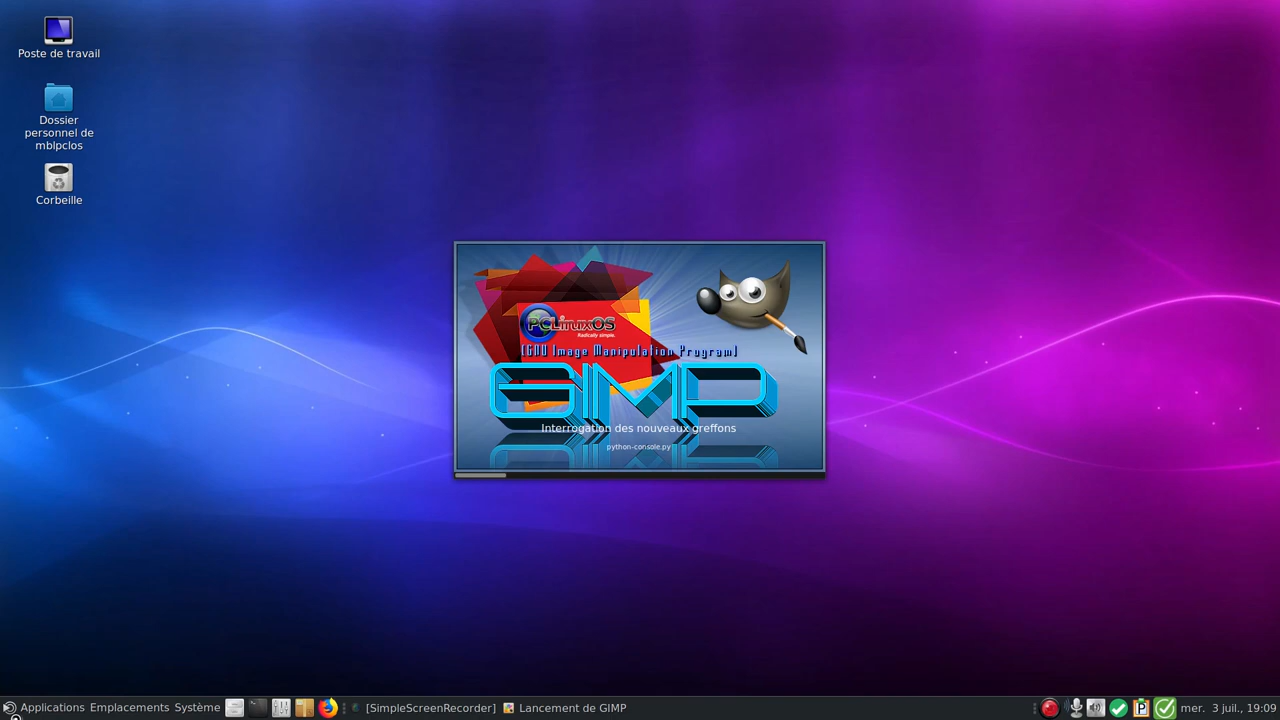 Poste de travail
Dossier
personnel de
mblpclos
Corbeille
PCLinuxOS
Radically simple.
[GNU Image Manipulation Program]
GIMP
Interrogation des nouveaux greffons
python-console.py
Applications Emplacements Système [SimpleScreenRecorder] Lancement de GIMP mer. 3 juil., 19:09